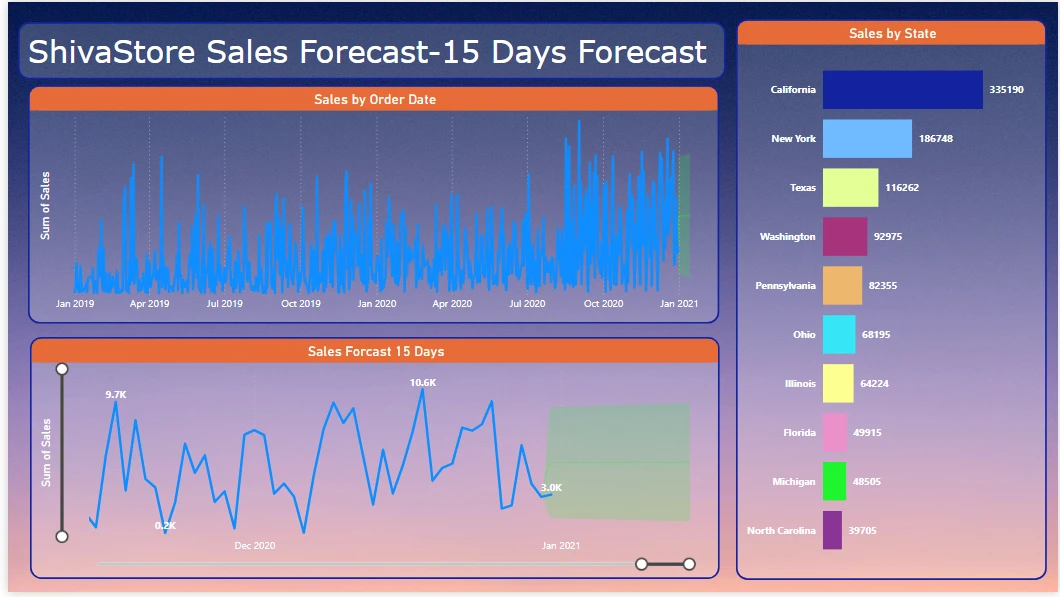 ShivaStore Sales Forecast-15 Days Forecast
Sales by Order Date
Sum of Sales
Jan 2019
Apr 2019
Jul 2019
Oct 2019
Jan 2020
Apr 2020
Jul 2020
Oct 2020
Jan 2021
Sales Forcast 15 Days
Sum of Sales
9.7K
0.2K
10.6K
3.0K
Dec 2020
Jan 2021
Sales by State
California 335190
New York 186748
Texas 116262
Washington 92975
Pennsylvania 82355
Ohio 68195
Illinois 64224
Florida 49915
Michigan 48505
North Carolina 39705